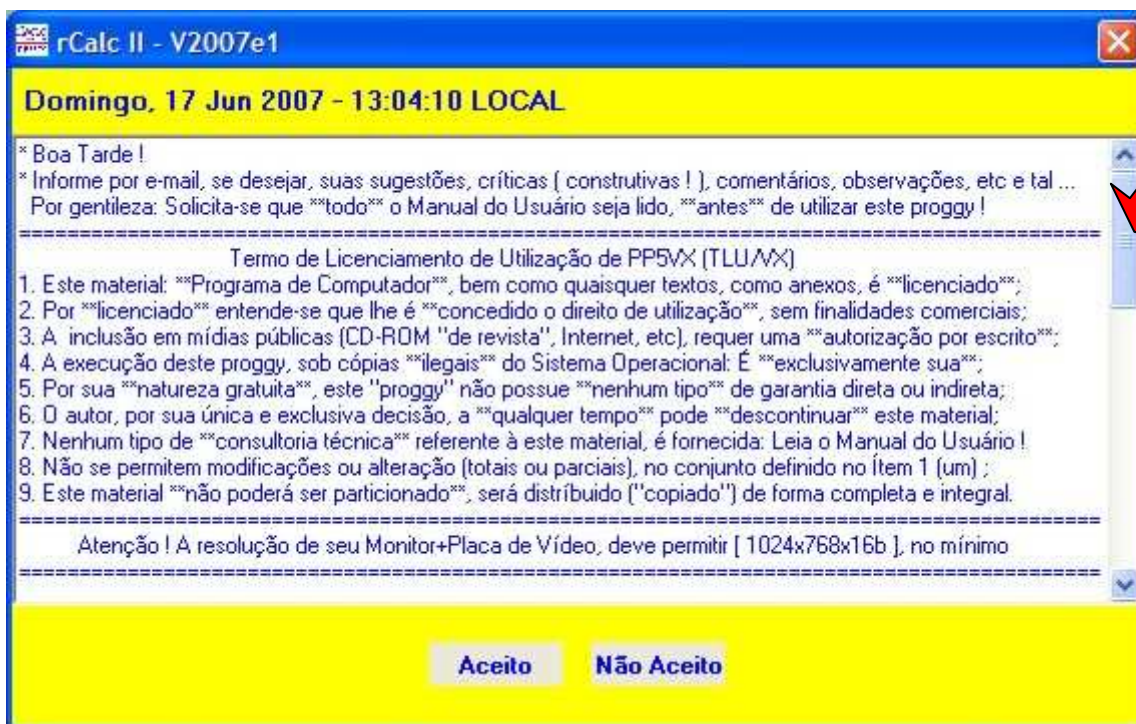 rCalc II - V2007e1
Domingo, 17 Jun 2007 - 13:04:10 LOCAL
* Boa Tarde !
* Informe por e-mail, se desejar, suas sugestões, críticas ( construtivas ! ), comentários, observações, etc e tal ...
Por gentileza: Solicita-se que **todo** o Manual do Usuário seja lido, **antes** de utilizar este proggy !
==========================================================================================
Termo de Licenciamento de Utilização de PP5VX (TLU/VX)
1. Este material: **Programa de Computador**, bem como quaisquer textos, como anexos, é **licenciado**;
2. Por **licenciado** entende-se que lhe é **concedido o direito de utilização**, sem finalidades comerciais;
3. A inclusão em mídias públicas (CD-ROM "de revista", Internet, etc), requer uma **autorização por escrito**;
4. A execução deste proggy, sob cópias **ilegais** do Sistema Operacional: É **exclusivamente sua**;
5. Por sua **natureza gratuita**, este "proggy" não possue **nenhum tipo** de garantia direta ou indireta;
6. O autor, por sua única e exclusiva decisão, a **qualquer tempo** pode **descontinuar** este material;
7. Nenhum tipo de **consultoria técnica** referente à este material, é fornecida: Leia o Manual do Usuário !
8. Não se permitem modificações ou alteração (totais ou parciais), no conjunto definido no Ítem 1 (um) ;
9. Este material **não poderá ser particionado**, será distríbuido ("copiado") de forma completa e integral.
==========================================================================================
Atenção ! A resolução de seu Monitor+Placa de Vídeo, deve permitir [ 1024x768x16b ], no mínimo
==========================================================================================
Aceito Não Aceito